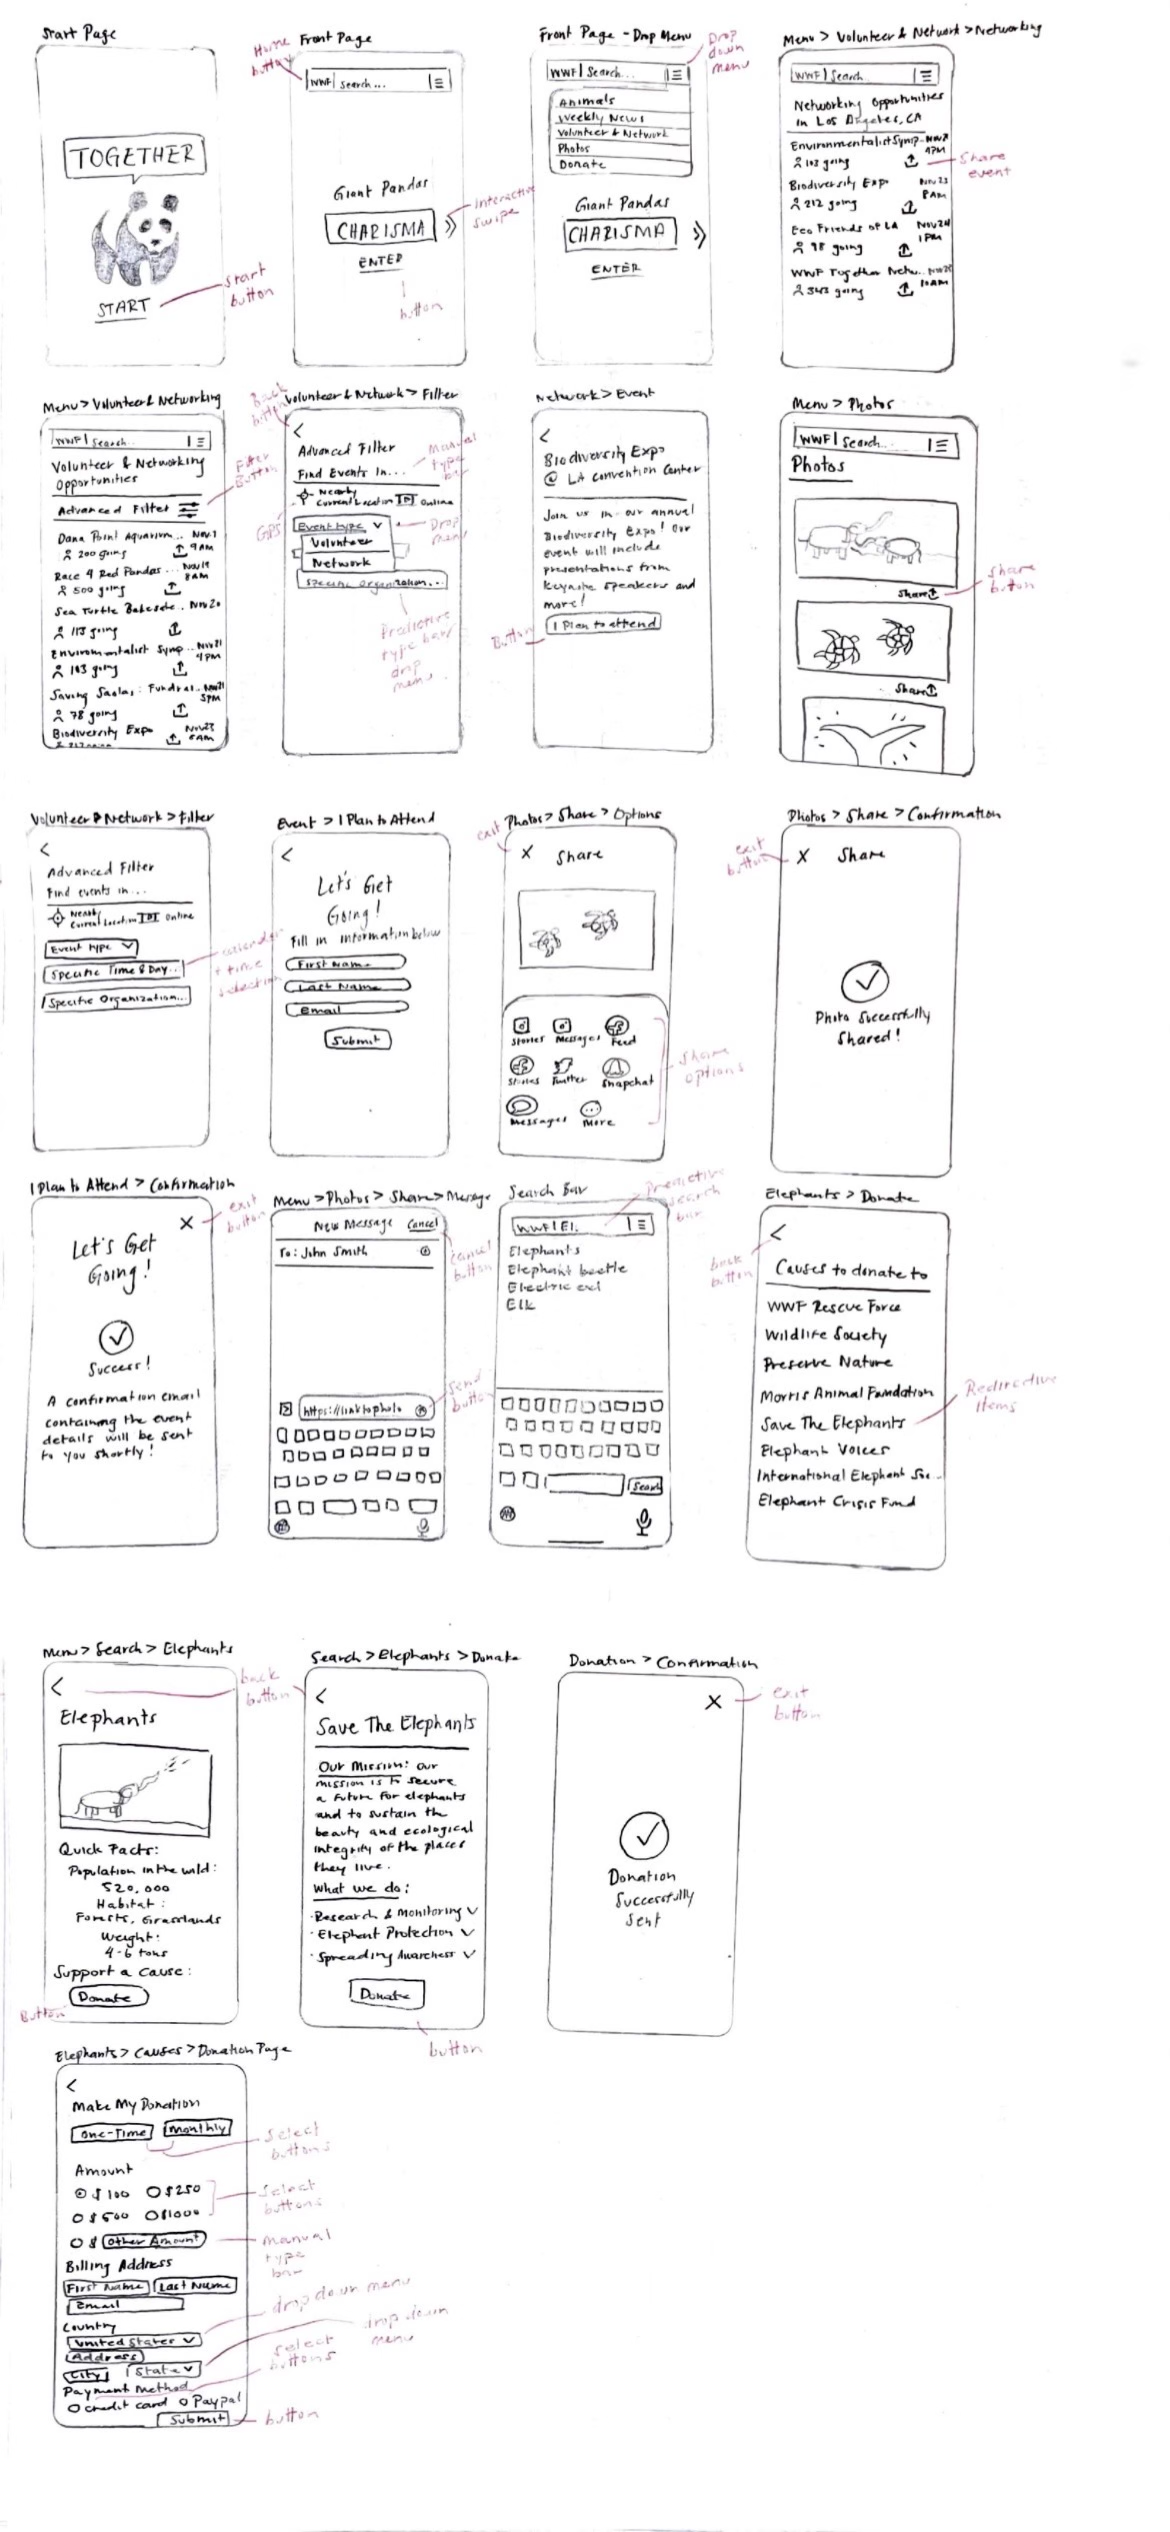 Start Page
TOGETHER
START
start
button
Home
button
Front Page
WWF| Search...
Giant Pandas
CHARISMA
ENTER
Interactive
swipe
button
Front Page - Drop Menu
Drop
down
menu
WWF| Search...
Animals
Weekly News
Volunteer & Network
Photos
Donate
Giant Pandas
CHARISMA
ENTER
Menu > Volunteer & Network > Networking
WWF| Search
Networking Opportunities
in Los Angeles, CA
Environmentalist Symp.. Nov 21
4PM
103 going
Share
event
Biodiversity Expo Nov 23
8AM
212 going
Eco Friends of LA Nov 24
1PM
98 going
WWF Together Netw..
10AM
343 going
Menu > Volunteer & Networking
WWF| Search..
Volunteer & Networking
Opportunities
Filter
Button
Advanced Filter
Dana Point Aquarium... Nov 1
9AM
200 going
Race 4 Red Pandas ... Nov 19
8AM
500 going
Sea Turtle Bakesale.. Nov 20
113 going
Enviromentalist Symp .. Nov 21
4PM
103 going
Saving Saolas: Fundrai.. Nov 21
5PM
78 going
Biodiversity Expo Nov 23
8AM
Back
button
Volunteer & Network > Filter
Advanced Filter
Find Events In...
Manual
type
bar
Nearby
Current Location Online
GPS
Event type
Drop
menu
Volunteer
Network
Specific Organization...
Predictive
type bar/
drop
menu
Network > Event
Biodiversity Expo
@ LA Convention Center
Join us in our annual
Biodiversity Expo! Our
event will include
presentations from
keynote speakers and
more!
I Plan to attend
Button
Menu > Photos
WWF| Search..
Photos
Share
share
button
Share
Volunteer & Network > Filter
Advanced Filter
Find events in...
Nearby
Current Location Online
Event type
Specific Time & Day..
calendar
+ time
selection
Specific Organization...
Event > I Plan to Attend
Let's Get
Going!
Fill in information below
First Name
Last Name
Email
Submit
exit
Photos > Share > Options
X Share
Stories Messages Feed
Stories Twitter Snapchat
Messages More
Share
options
Photos > Share > Confirmation
exit
button
X Share
Photo Successfully
Shared!
I Plan to Attend > Confirmation
X
exit
button
Let's Get
Going!
Success!
A confirmation email
containing the event
details will be sent
to you shortly!
Menu > Photos > Share > Message
New Message Cancel
To: John Smith
cancel
button
https://linktophoto
send
button
Search Bar
Predictive
search
bar
WWF| El.
Elephants
Elephant beetle
Electric eel
Elk
Search
Elephants > Donate
back
button
Causes to donate to
WWF Rescue Force
Wildlife Society
Preserve Nature
Morris Animal Foundation
Save The Elephants
Redirective
items
Elephant Voices
International Elephant Soc..
Elephant Crisis Fund
Menu > Search > Elephants
back
button
Elephants
Quick Facts:
Population in the wild:
520,000
Habitat:
Forests, Grasslands
Weight:
4-6 tons
Support a Cause:
Donate
Button
Search > Elephants > Donate
Save The Elephants
Our Mission: Our
mission is to secure
a future for elephants
and to sustain the
beauty and ecological
integrity of the places
they live.
What we do:
· Research & Monitoring
· Elephant Protection
· Spreading Awareness
Donate
button
Donation > Confirmation
X
exit
button
Donation
Successfully
Sent
Elephants > Causes > Donation Page
Make My Donation
One-Time Monthly
select
buttons
Amount
$100 $250
$500 $1000
select
buttons
$ Other Amount
manual
type
bar
Billing Address
First Name Last Name
Email
Country
drop down menu
United States
Address
City State
drop down
menu
Payment Method
select
buttons
Credit card Paypal
Submit
button